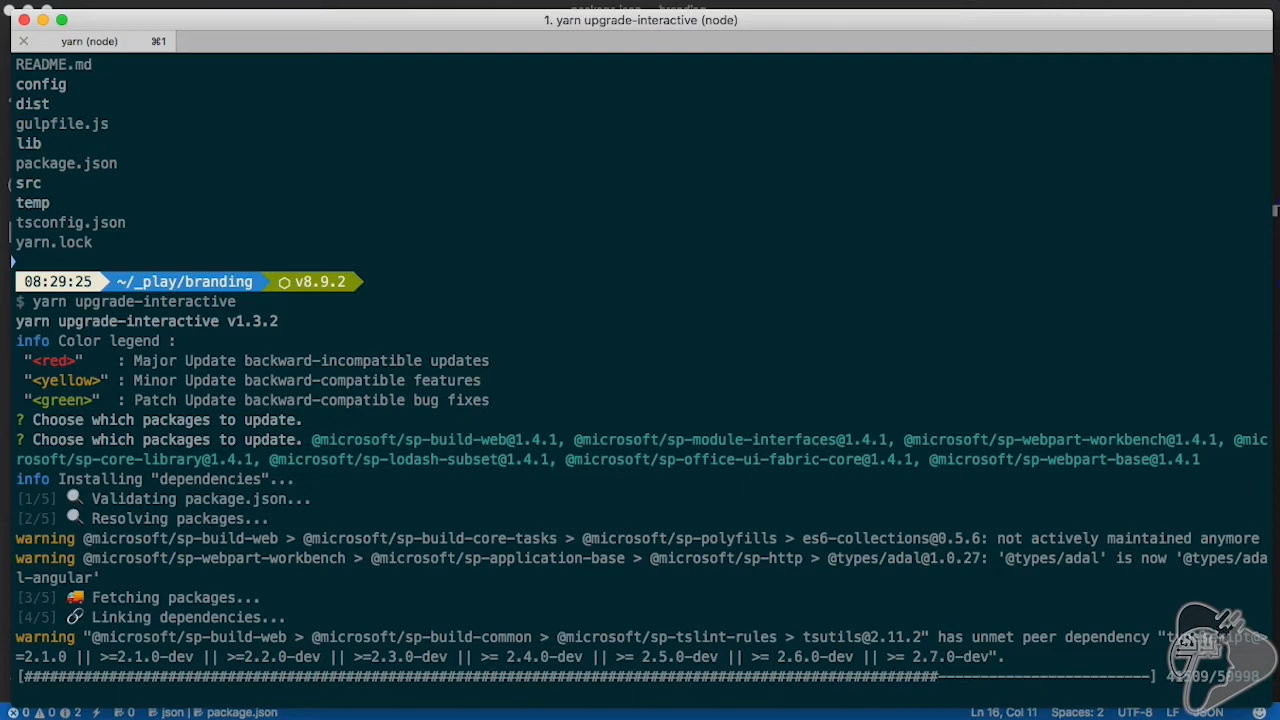 1. yarn upgrade-interactive (node)
yarn (node) ⌘1
README.md
config
dist
gulpfile.js
lib
package.json
src
temp
tsconfig.json
yarn.lock
08:29:25 ~/_play/branding ⬡ v8.9.2
$ yarn upgrade-interactive
yarn upgrade-interactive v1.3.2
info Color legend :
"<red>" : Major Update backward-incompatible updates
"<yellow>" : Minor Update backward-compatible features
"<green>" : Patch Update backward-compatible bug fixes
? Choose which packages to update.
? Choose which packages to update. @microsoft/sp-build-web@1.4.1, @microsoft/sp-module-interfaces@1.4.1, @microsoft/sp-webpart-workbench@1.4.1, @mic
rosoft/sp-core-library@1.4.1, @microsoft/sp-lodash-subset@1.4.1, @microsoft/sp-office-ui-fabric-core@1.4.1, @microsoft/sp-webpart-base@1.4.1
info Installing "dependencies"...
[1/5] 🔍 Validating package.json...
[2/5] 🔍 Resolving packages...
warning @microsoft/sp-build-web > @microsoft/sp-build-core-tasks > @microsoft/sp-polyfills > es6-collections@0.5.6: not actively maintained anymore
warning @microsoft/sp-webpart-workbench > @microsoft/sp-application-base > @microsoft/sp-http > @types/adal@1.0.27: '@types/adal' is now '@types/ada
l-angular'
[3/5] 🚚 Fetching packages...
[4/5] 🔗 Linking dependencies...
warning "@microsoft/sp-build-web > @microsoft/sp-build-common > @microsoft/sp-tslint-rules > tsutils@2.11.2" has unmet peer dependency
=2.1.0 || >=2.1.0-dev || >=2.2.0-dev || >=2.3.0-dev || >= 2.4.0-dev || >= 2.5.0-dev || >= 2.6.0-dev || >= 2.7.0-dev".
0 0 2 0 json | package.json Ln 16, Col 11 Spaces: 2 UTF-8 LF JSON